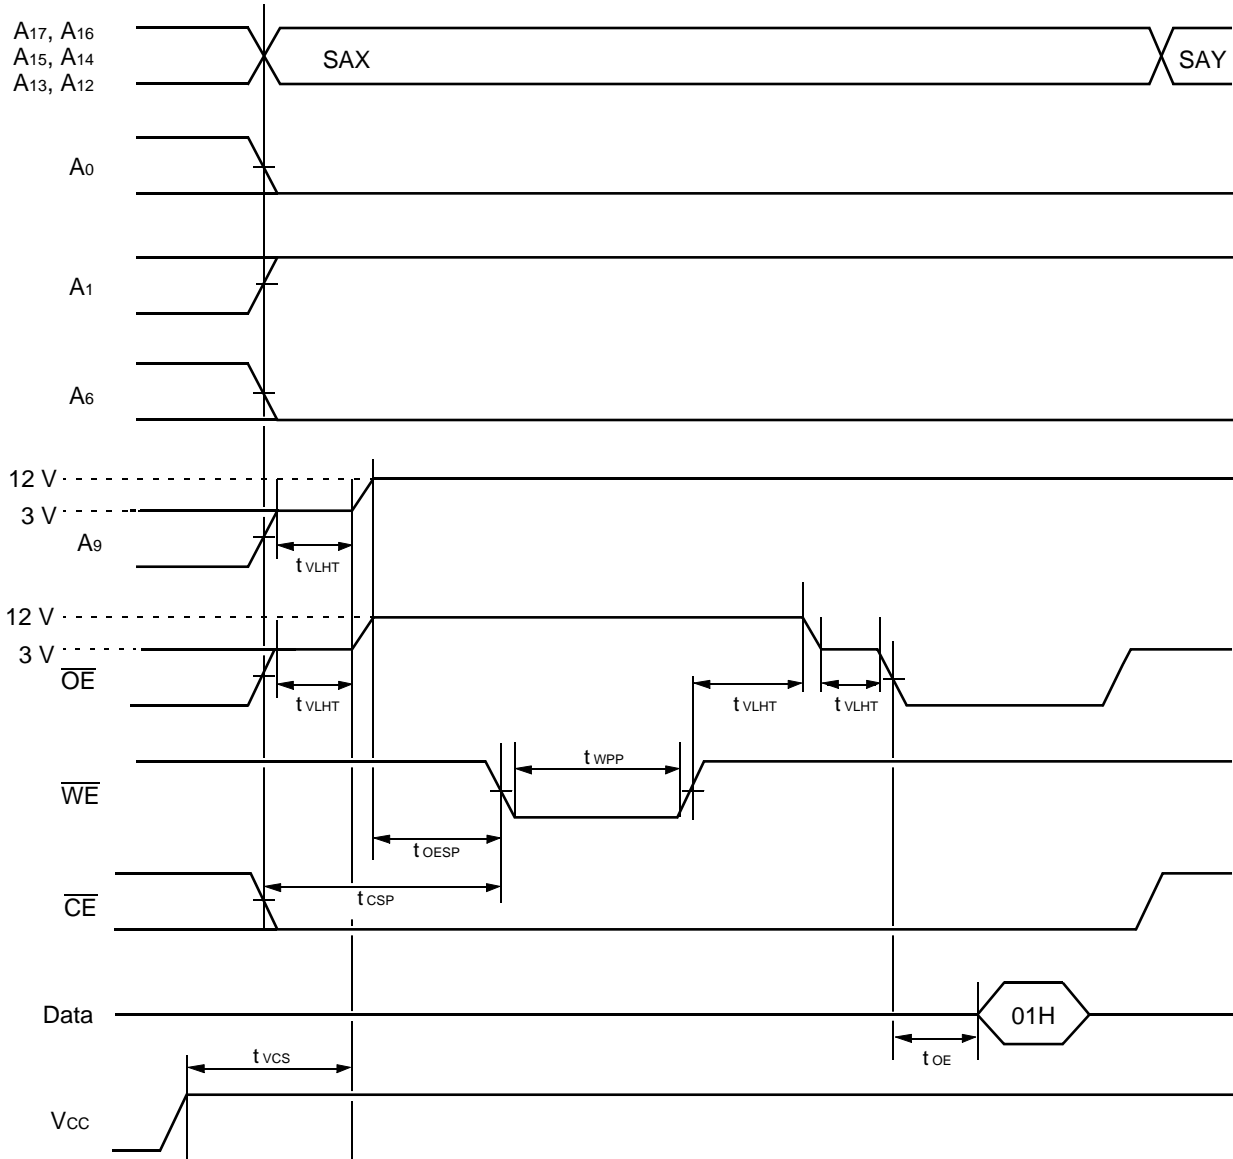 A17, A16
A15, A14
A13, A12
SAX
SAY
A0
A1
A6
12 V
3 V
A9
t VLHT
12 V
3 V
OE
t VLHT
t VLHT
t VLHT
t WPP
WE
t OESP
t CSP
CE
Data
01H
t VCS
t OE
VCC